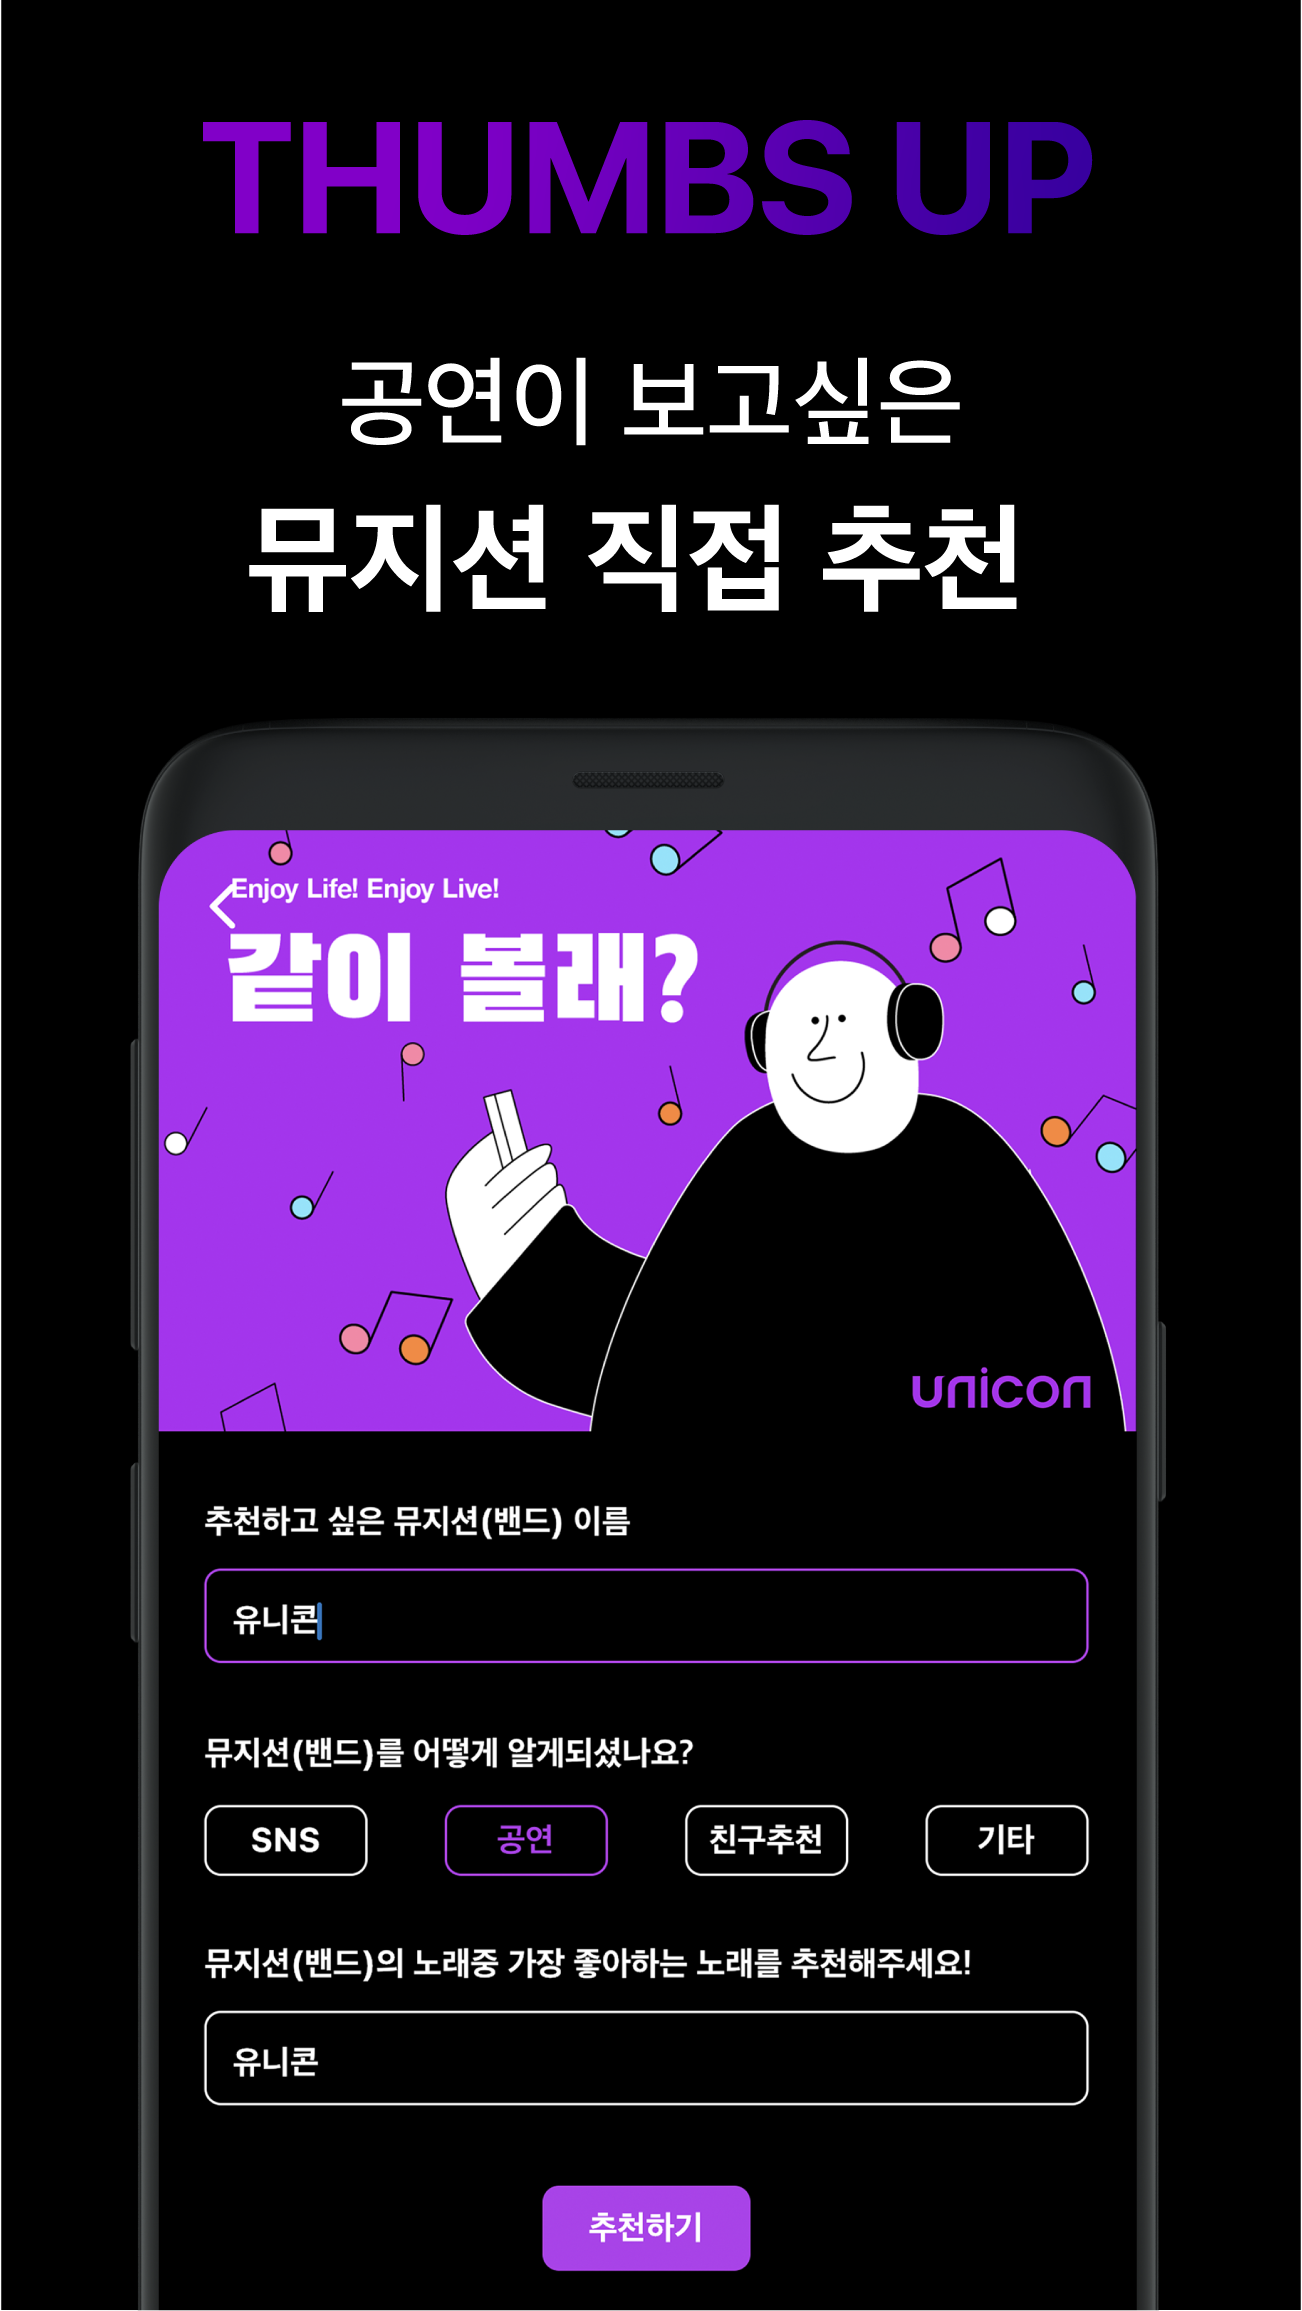 THUMBS UP
공연이 보고싶은
뮤지션 직접 추천
Enjoy Life! Enjoy Live!
같이 볼래?
unicon
추천하고 싶은 뮤지션(밴드) 이름
유니콘
뮤지션(밴드)를 어떻게 알게되셨나요?
SNS 공연 친구추천 기타
뮤지션(밴드)의 노래중 가장 좋아하는 노래를 추천해주세요!
유니콘
추천하기